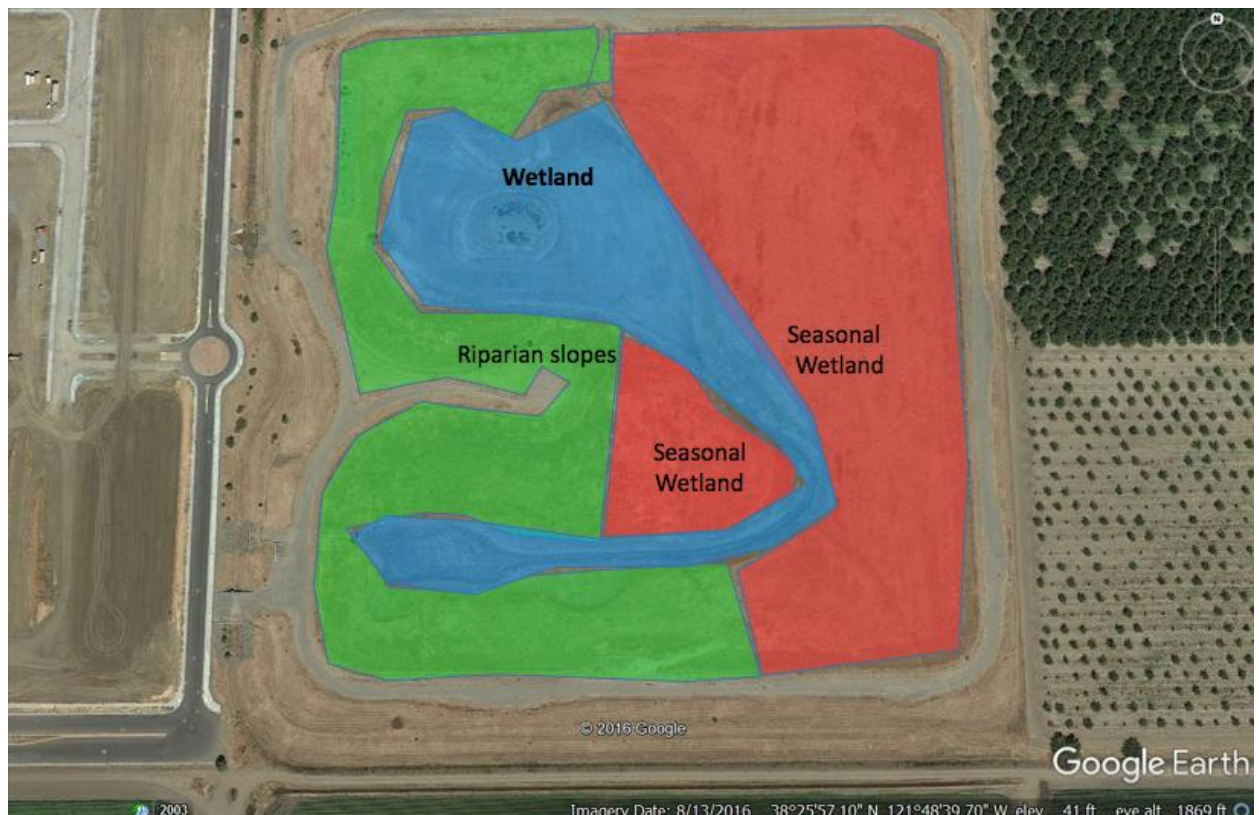 N
Wetland
Seasonal
Wetland
Riparian slopes
Seasonal
Wetland
© 2016 Google
Google Earth
2003
Imagery Date: 8/13/2016 38°25'57.10" N 121°48'39.70" W elev 41 ft eye alt 1869 ft